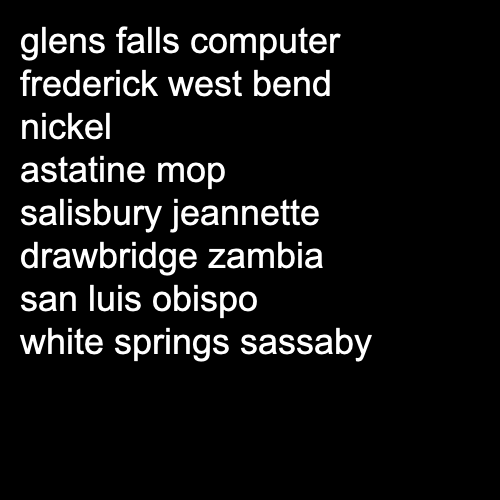 glens falls computer
frederick west bend
nickel
astatine mop
salisbury jeannette
drawbridge zambia
san luis obispo
white springs sassaby